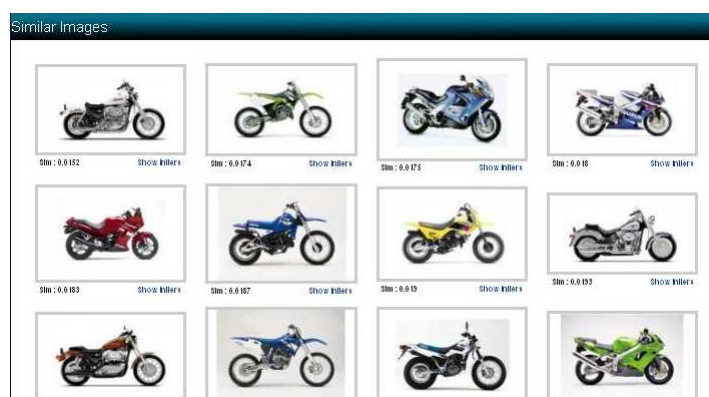 Similar Images
Sim : 0.0152 Show Inliers
Sim : 0.0174 Show Inliers
Sim : 0.0175 Show Inliers
Sim : 0.018 Show Inliers
Sim : 0.0183 Show Inliers
Sim : 0.0187 Show Inliers
Sim : 0.019 Show Inliers
Sim : 0.0193 Show Inliers